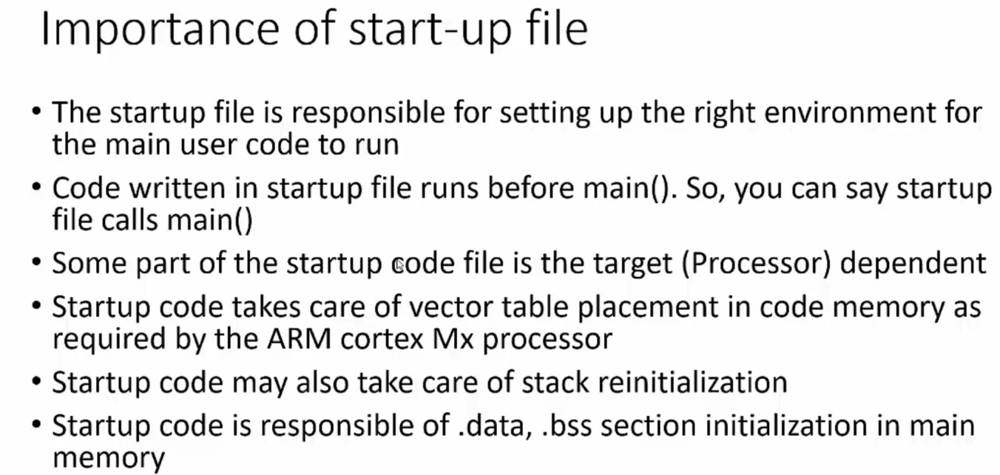 Importance of start-up file
• The startup file is responsible for setting up the right environment for
the main user code to run
• Code written in startup file runs before main(). So, you can say startup
file calls main()
• Some part of the startup code file is the target (Processor) dependent
• Startup code takes care of vector table placement in code memory as
required by the ARM cortex Mx processor
• Startup code may also take care of stack reinitialization
• Startup code is responsible of .data, .bss section initialization in main
memory